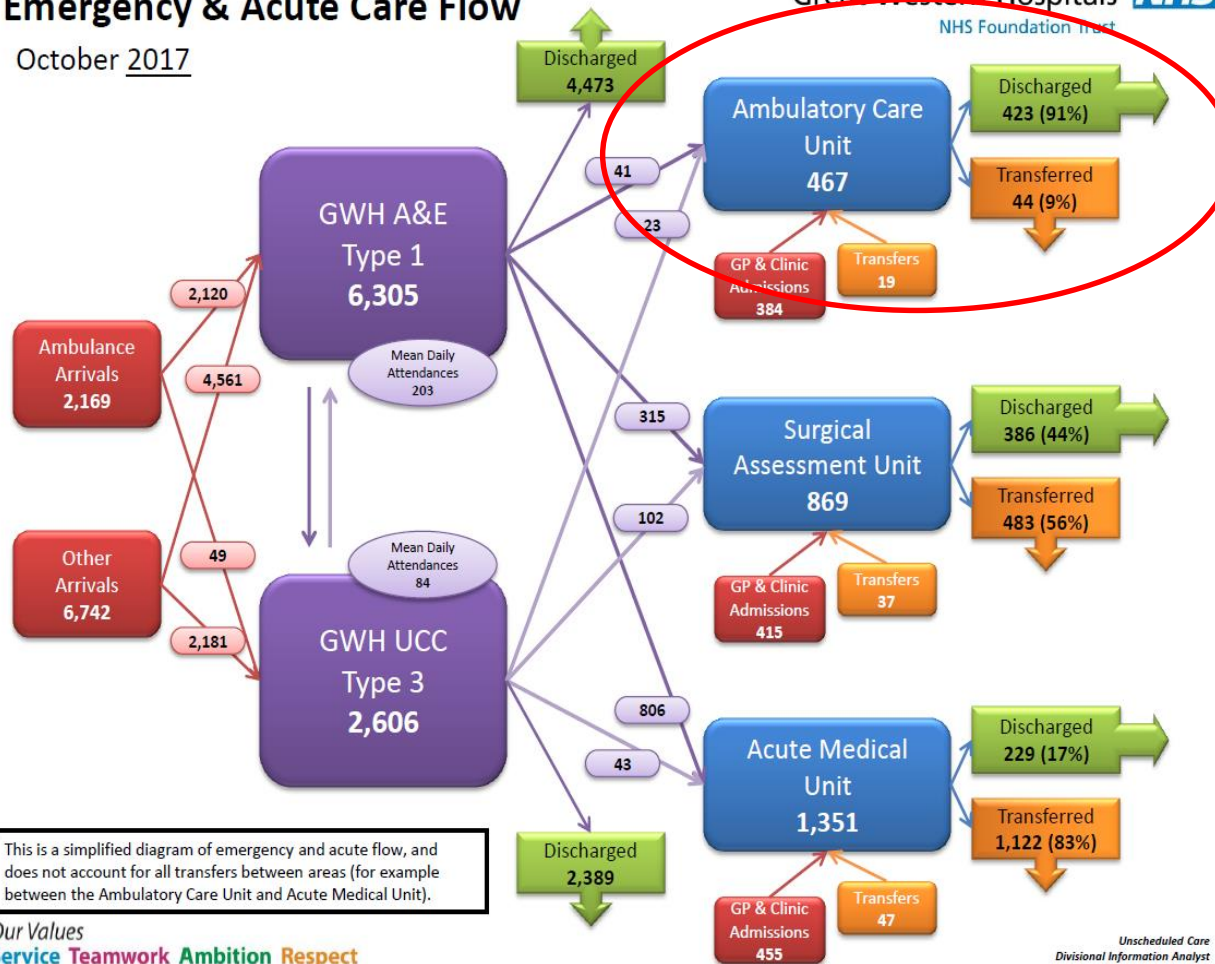 Emergency & Acute Care Flow
October 2017
Great Western Hospitals
NHS
NHS Foundation Trust
Discharged
4,473
Ambulatory Care
Unit
467
Discharged
423 (91%)
Transferred
44 (9%)
41
23
GP & Clinic
Admissions
384
Transfers
19
GWH A&E
Type 1
6,305
Mean Daily
Attendances
203
2,120
4,561
Ambulance
Arrivals
2,169
Other
Arrivals
6,742
49
2,181
Mean Daily
Attendances
84
GWH UCC
Type 3
2,606
315
102
Surgical
Assessment Unit
869
Discharged
386 (44%)
Transferred
483 (56%)
GP & Clinic
Admissions
415
Transfers
37
806
43
Acute Medical
Unit
1,351
Discharged
229 (17%)
Transferred
1,122 (83%)
GP & Clinic
Admissions
455
Transfers
47
Discharged
2,389
This is a simplified diagram of emergency and acute flow, and
does not account for all transfers between areas (for example
between the Ambulatory Care Unit and Acute Medical Unit).
Our Values
Service Teamwork Ambition Respect
Unscheduled Care
Divisional Information Analyst